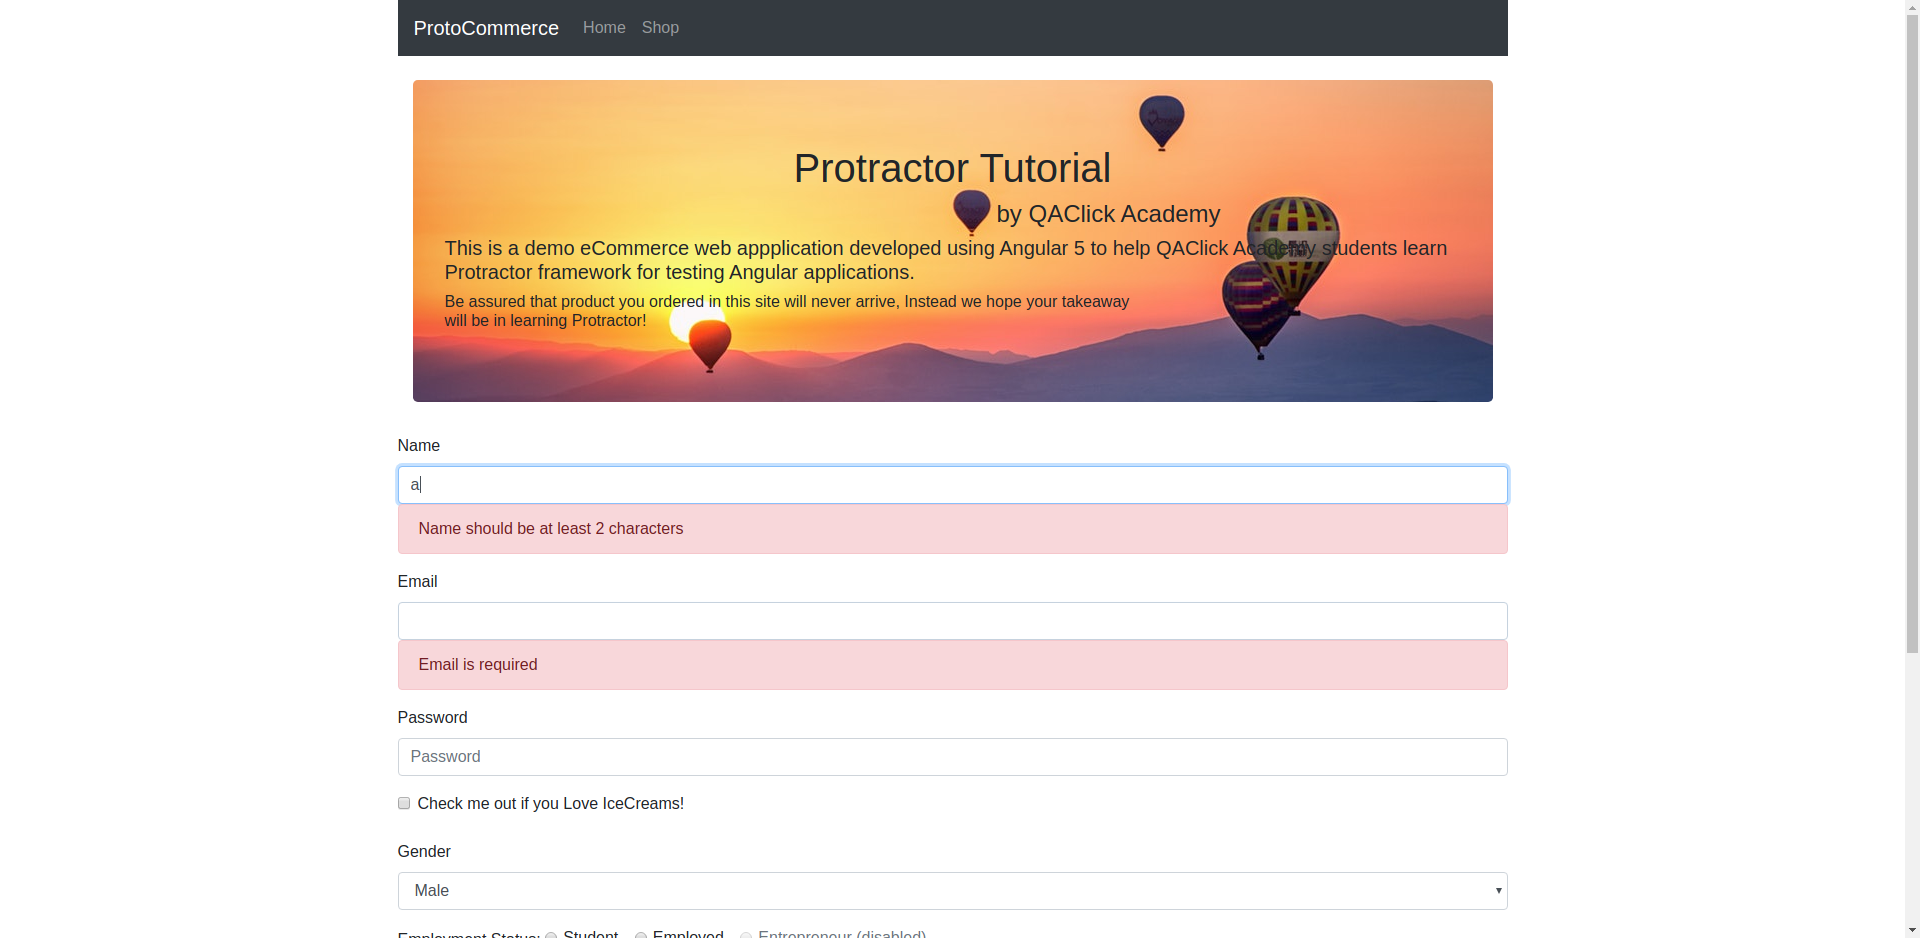 ProtoCommerce Home Shop
Protractor Tutorial
by QAClick Academy
This is a demo eCommerce web appplication developed using Angular 5 to help QAClick Academy students learn
Protractor framework for testing Angular applications.
Be assured that product you ordered in this site will never arrive, Instead we hope your takeaway
will be in learning Protractor!
Name
a
Name should be at least 2 characters
Email
Email is required
Password
Password
Check me out if you Love IceCreams!
Gender
Male
Employment Status: Student Employed Entrepreneur (disabled)